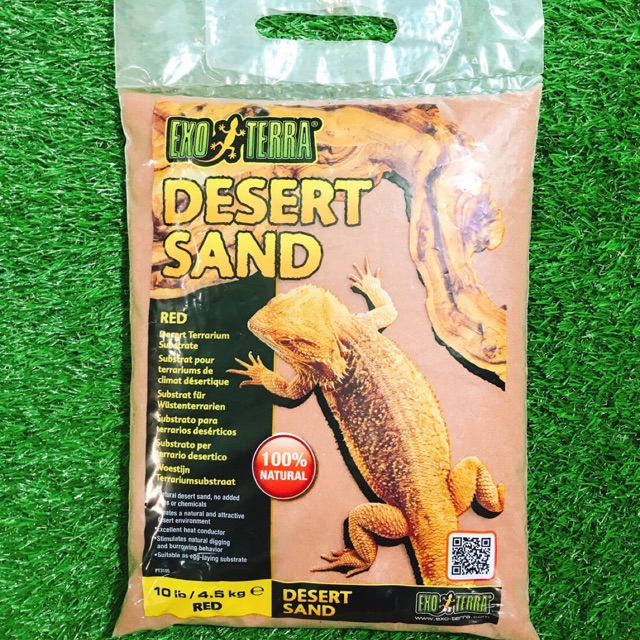 EXO TERRA®
DESERT
SAND
RED
Desert Terrarium
Substrate
Substrat pour
terrariums de
climat désertique
Substrat für
Wüstenterrarien
Substrato para
terrarios desérticos
Substrato per
terrario desertico
Woestijn
Terrariumsubstraat
100%
NATURAL
desert sand, no added
or chemicals
a natural and attractive
desert environment
•Excellent heat conductor
•Stimulates natural digging
and burrowing behavior
•Suitable as egg-laying substrate
10 lb / 4.5 kg e
RED
DESERT
SAND
EXO TERRA
www.exo-terra.com